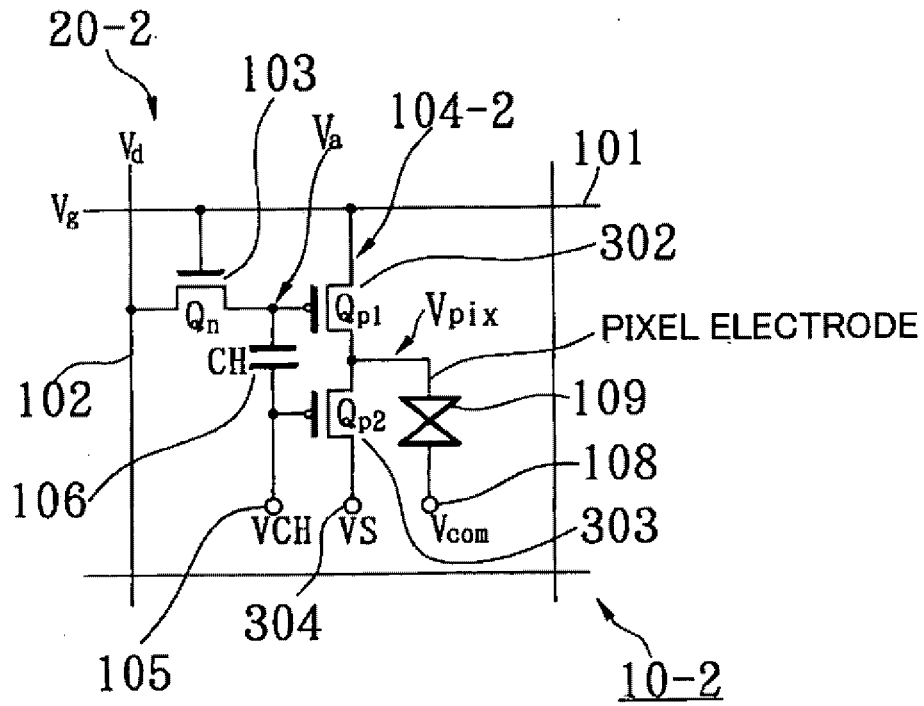 20-2
103
Va
104-2
Vd
101
Vg
302
Qn
Qp1
Vpix
PIXEL ELECTRODE
CH
102
Qp2
109
106
108
VCH
VS
Vcom
303
304
105
10-2